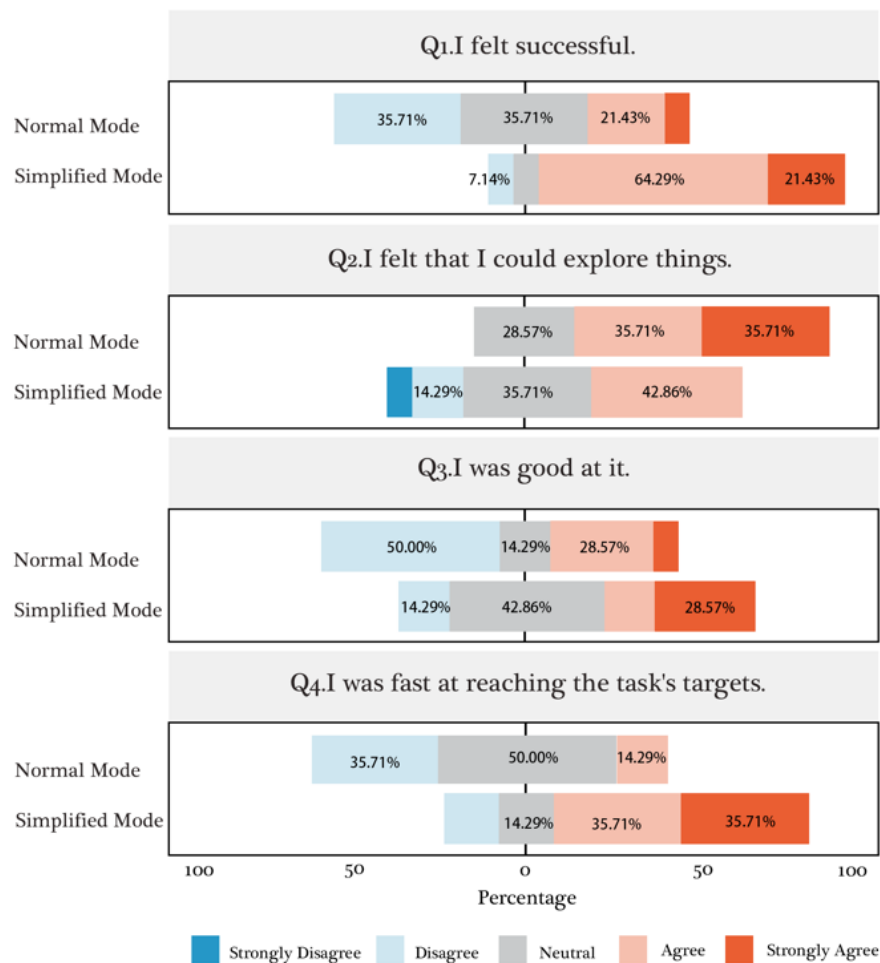 Q1.I felt successful.
Normal Mode
35.71% 35.71% 21.43%
Simplified Mode
7.14% 64.29% 21.43%
Q2.I felt that I could explore things.
Normal Mode
28.57% 35.71% 35.71%
Simplified Mode
14.29% 35.71% 42.86%
Q3.I was good at it.
Normal Mode
50.00% 14.29% 28.57%
Simplified Mode
14.29% 42.86% 28.57%
Q4.I was fast at reaching the task's targets.
Normal Mode
35.71% 50.00% 14.29%
Simplified Mode
14.29% 35.71% 35.71%
100 50 0 50 100
Percentage
Strongly Disagree Disagree Neutral Agree Strongly Agree